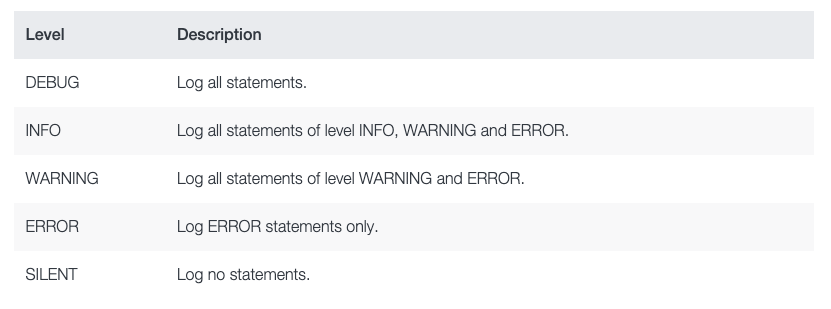 Level Description
DEBUG Log all statements.
INFO Log all statements of level INFO, WARNING and ERROR.
WARNING Log all statements of level WARNING and ERROR.
ERROR Log ERROR statements only.
SILENT Log no statements.